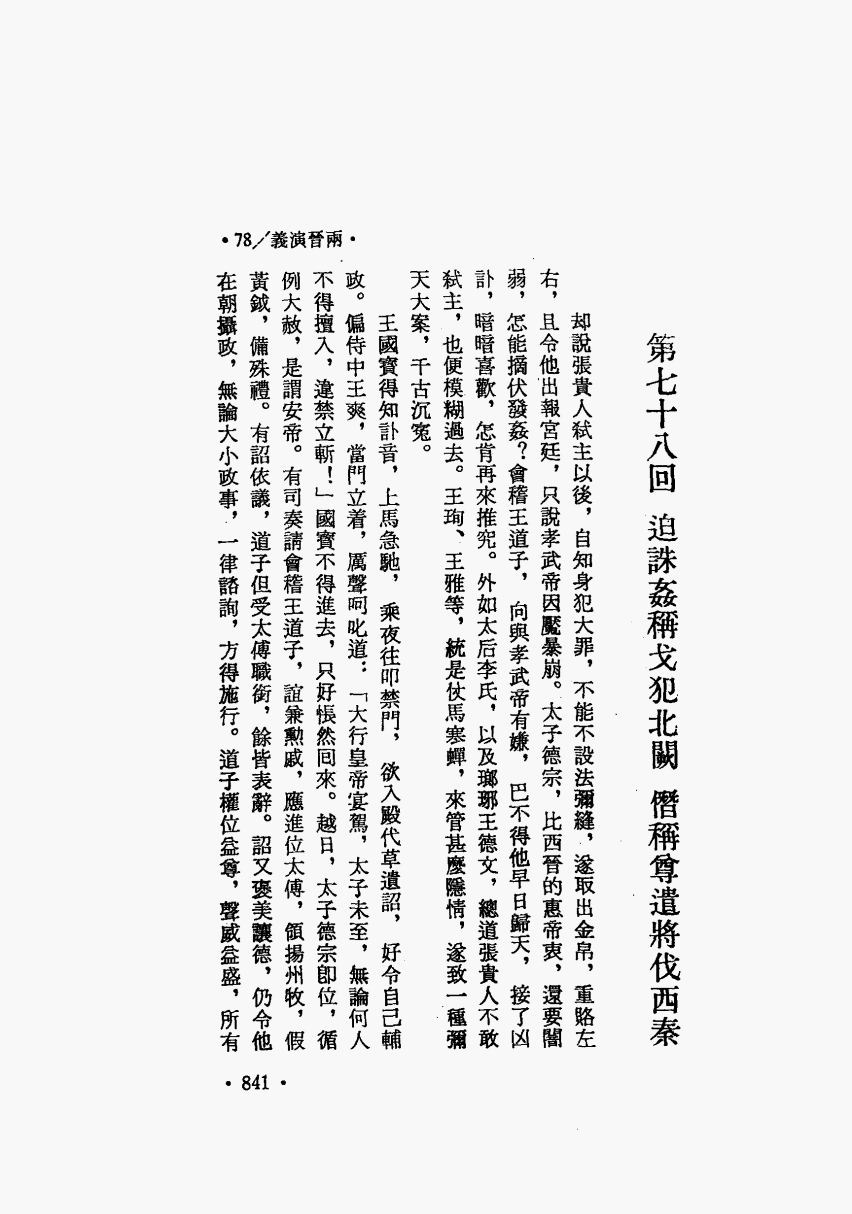 •78／義演晉兩•
第七十八回　迫誅姦稱戈犯北闕　僭稱尊遣將伐西秦
却說張貴人弒主以後，自知身犯大罪，不能不設法彌縫，遂取出金帛，重賂左
右，且令他出報宮廷，只說孝武帝因魘暴崩。太子德宗，比西晉的惠帝衷，還要闇
弱，怎能摘伏發姦？會稽王道子，向與孝武帝有嫌，巴不得他早日歸天，接了凶
訃，暗暗喜歡，怎肯再來推究。外如太后李氏，以及瑯琊王德文，總道張貴人不敢
弒主，也便模糊過去。王珣、王雅等，統是仗馬寒蟬，來管甚麼隱情，遂致一種彌
天大案，千古沉冤。
王國寶得知訃音，上馬急馳，乘夜往叩禁門，欲入殿代草遺詔，好令自己輔
政。偏侍中王爽，當門立着，厲聲呵叱道：「大行皇帝宴駕，太子未至，無論何人
不得擅入，違禁立斬！」國寶不得進去，只好悵然回來。越日，太子德宗卽位，循
例大赦，是謂安帝。有司奏請會稽王道子，誼兼勳戚，應進位太傅，領揚州牧，假
黃鉞，備殊禮。有詔依議，道子但受太傅職銜，餘皆表辭。詔又褒美讓德，仍令他
在朝攝政，無論大小政事，一律諮詢，方得施行。道子權位益尊，聲威益盛，所有
•841•